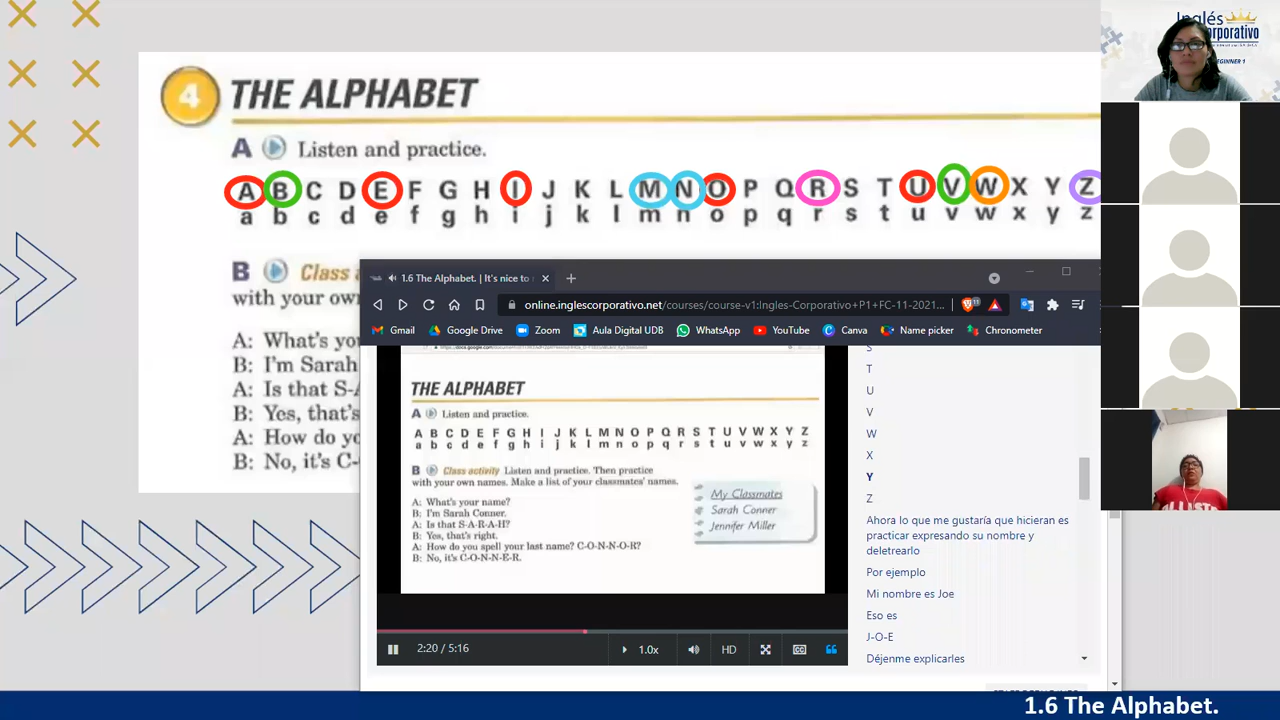 4 THE ALPHABET
A Listen and practice.
A B C D E F G H I J K L M N O P Q R S T U V W X Y Z
a b c d e f g h i j k l m n o p q r s t u v w x y z
B Class
with your own
A: What's you
B: I'm Sarah
A: Is that S-A
B: Yes, that's
A: How do yo
B: No, it's C-
Inglés
Corporativo
BEGINNER 1
1.6 The Alphabet. | It's nice to
online.inglescorporativo.net/courses/course-v1:Ingles-Corporativo+P1+FC-11-2021...
Gmail Google Drive Zoom Aula Digital UDB WhatsApp YouTube Canva Name picker Chronometer
THE ALPHABET
A Listen and practice.
A B C D E F G H I J K L M N O P Q R S T U V W X Y Z
a b c d e f g h i j k l m n o p q r s t u v w x y z
B Class activity Listen and practice. Then practice
with your own names. Make a list of your classmates' names.
A: What's your name?
B: I'm Sarah Conner.
A: Is that S-A-R-A-H?
B: Yes, that's right.
A: How do you spell your last name? C-O-N-N-O-R?
B: No, it's C-O-N-N-E-R.
My Classmates
Sarah Conner
Jennifer Miller
2:20 / 5:16
1.0x
HD
S
T
U
V
W
X
Y
Z
Ahora lo que me gustaría que hicieran es
practicar expresando su nombre y
deletrearlo
Por ejemplo
Mi nombre es Joe
Eso es
J-O-E
Déjenme explicarles
1.6 The Alphabet.